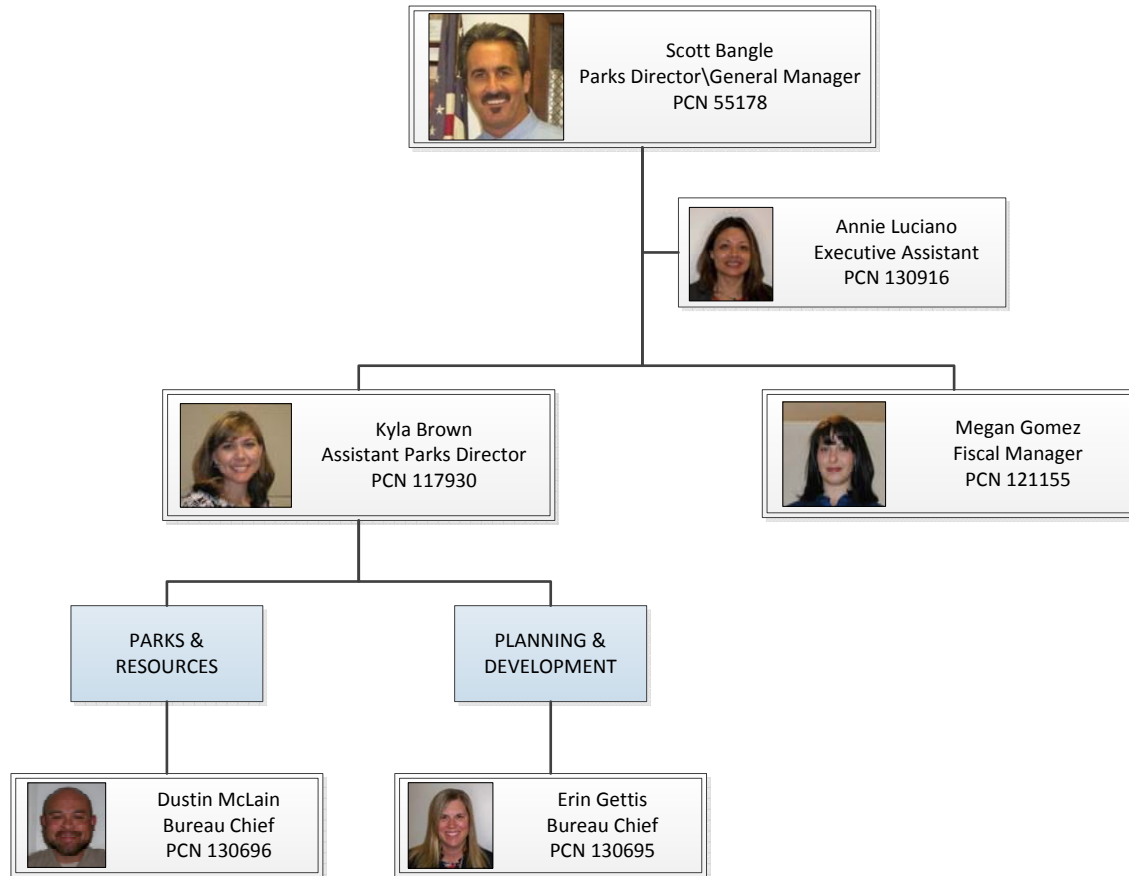 Scott Bangle
Parks Director\General Manager
PCN 55178
Annie Luciano
Executive Assistant
PCN 130916
Kyla Brown
Assistant Parks Director
PCN 117930
Megan Gomez
Fiscal Manager
PCN 121155
PARKS &
RESOURCES
PLANNING &
DEVELOPMENT
Dustin McLain
Bureau Chief
PCN 130696
Erin Gettis
Bureau Chief
PCN 130695